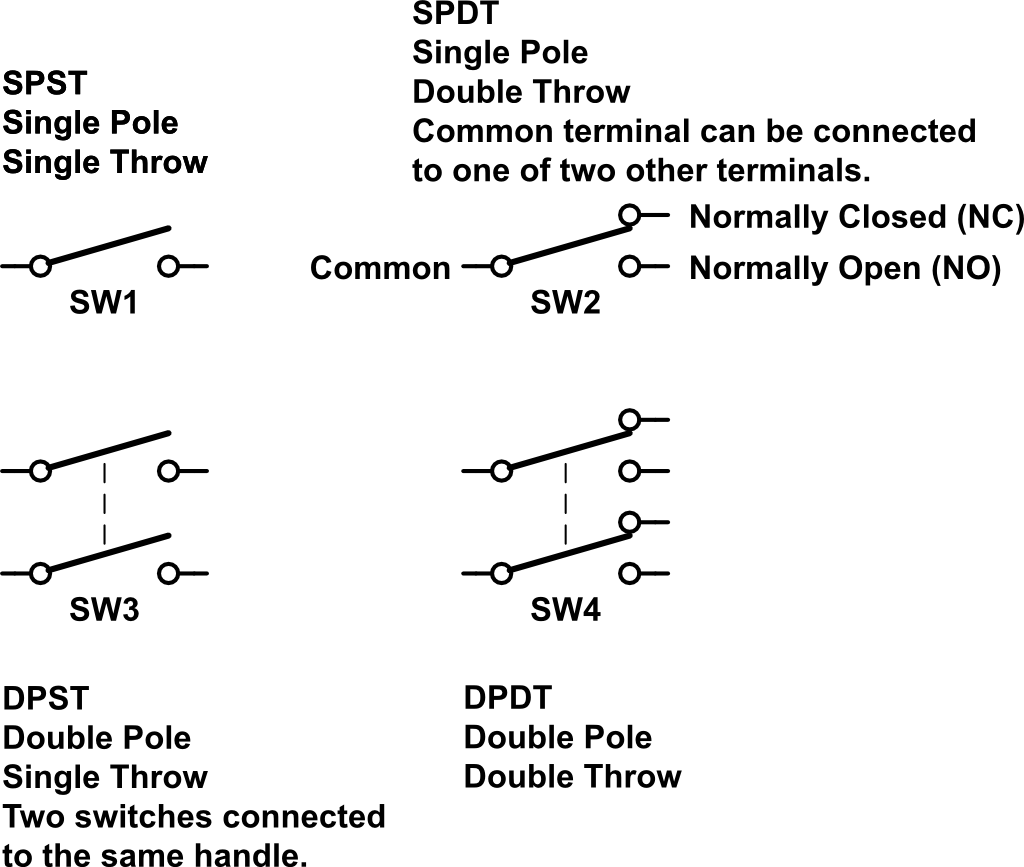 SPST
Single Pole
Single Throw
SPDT
Single Pole
Double Throw
Common terminal can be connected
to one of two other terminals.
Normally Closed (NC)
Common
Normally Open (NO)
SW1
SW2
SW3
SW4
DPST
Double Pole
Single Throw
Two switches connected
to the same handle.
DPDT
Double Pole
Double Throw